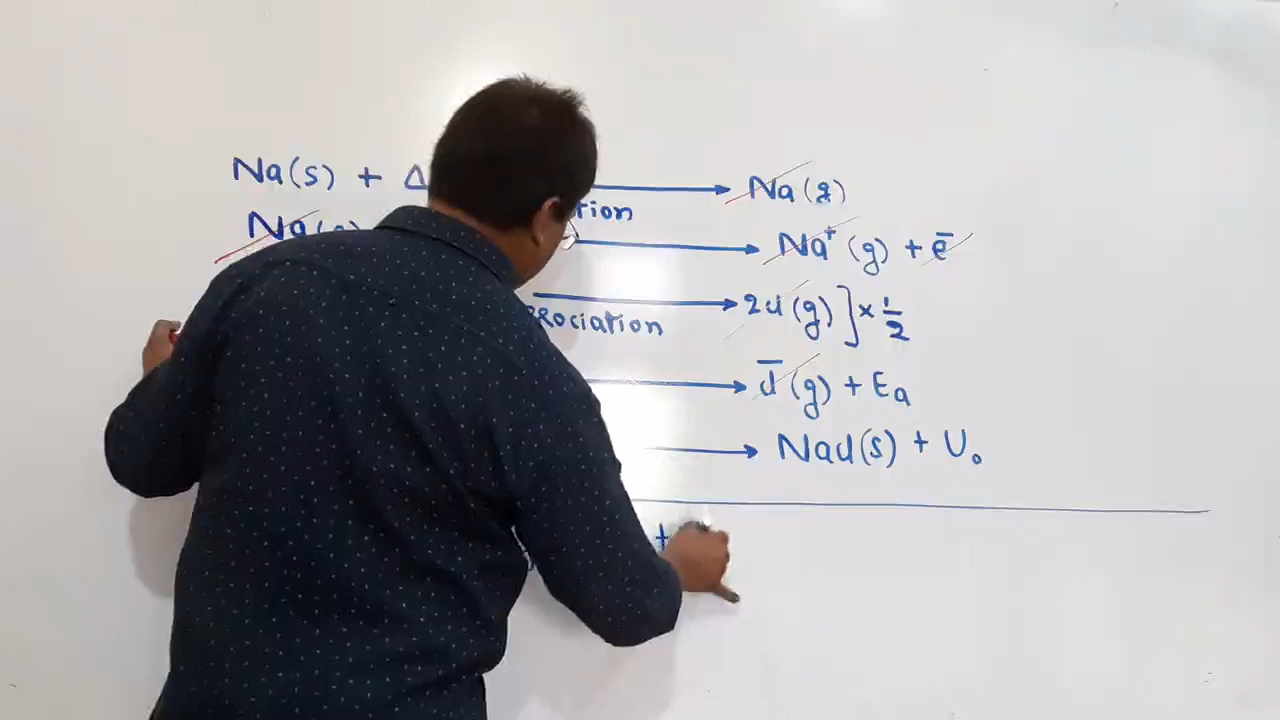 Na(s) + Δ → Na(g)
tion
Na(g) → Na⁺(g) + e̅
→ 2Cl(g)] × 1/2
ssociation
→ Cl̅(g) + Ea
→ NaCl(s) + U₀
+